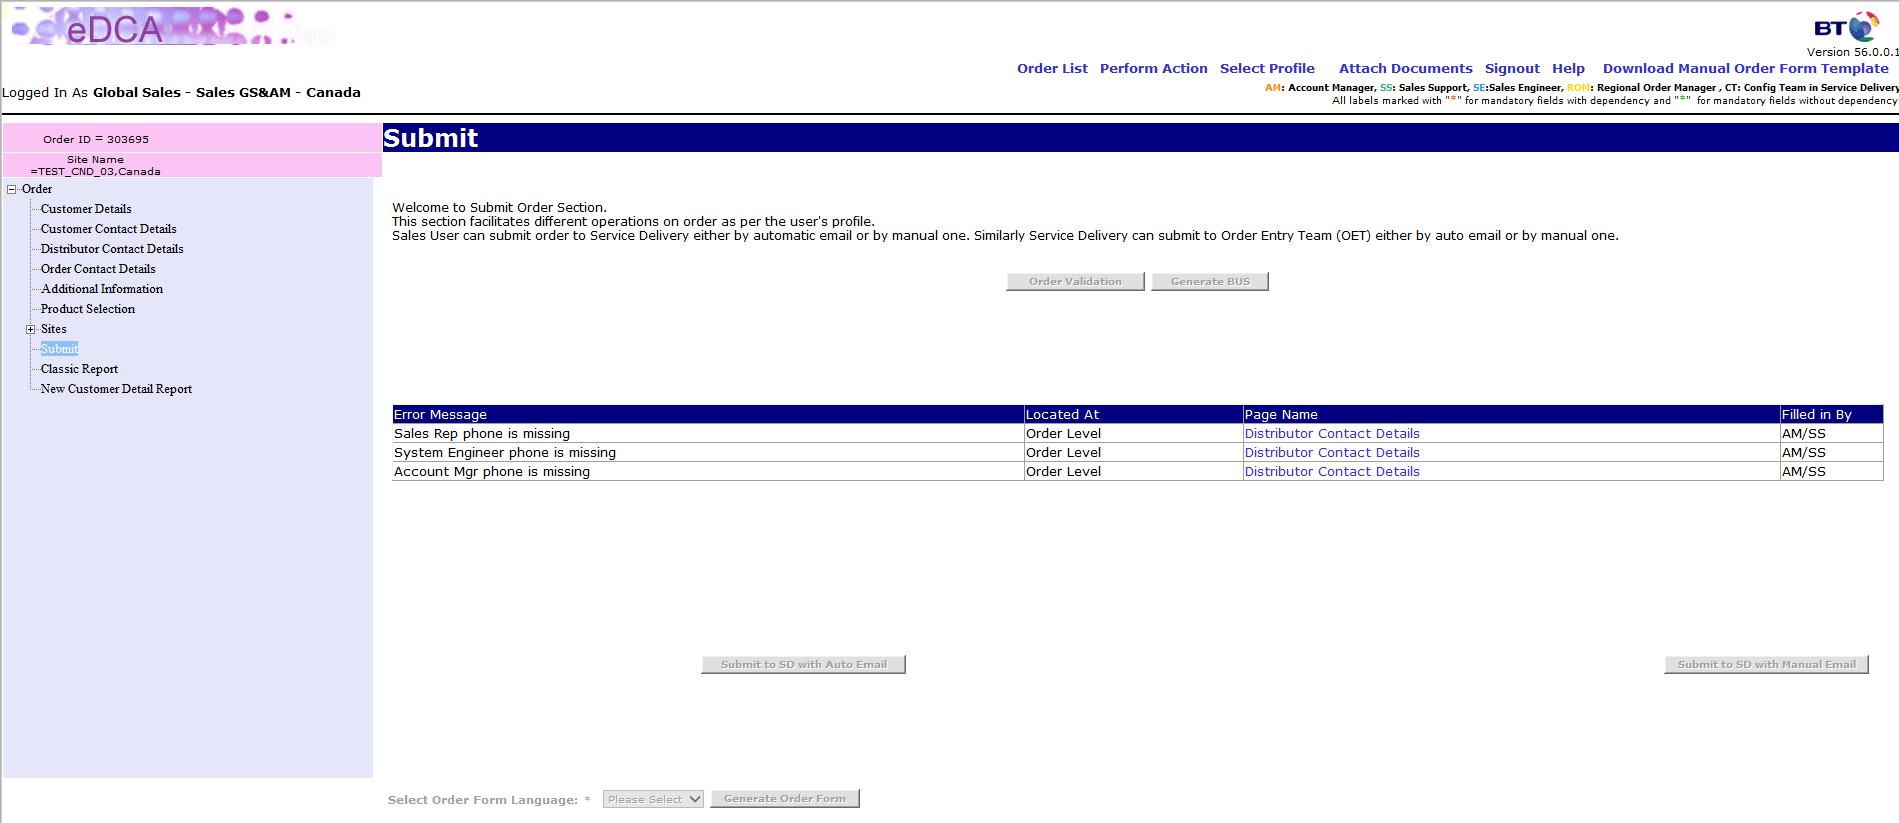 eDCA
BT
Version 56.0.0.1
Order List Perform Action Select Profile Attach Documents Signout Help Download Manual Order Form Template
Logged In As Global Sales - Sales GS&AM - Canada
AM: Account Manager, SS: Sales Support, SE:Sales Engineer, ROM: Regional Order Manager , CT: Config Team in Service Delivery
All labels marked with "*" for mandatory fields with dependency and "*" for mandatory fields without dependency
Order ID = 303695
Site Name
=TEST_CND_03,Canada
Order
Customer Details
Customer Contact Details
Distributor Contact Details
Order Contact Details
Additional Information
Product Selection
Sites
Submit
Classic Report
New Customer Detail Report
Submit
Welcome to Submit Order Section.
This section facilitates different operations on order as per the user's profile.
Sales User can submit order to Service Delivery either by automatic email or by manual one. Similarly Service Delivery can submit to Order Entry Team (OET) either by auto email or by manual one.
Order Validation Generate BUS
Error Message Located At Page Name Filled in By
Sales Rep phone is missing Order Level Distributor Contact Details AM/SS
System Engineer phone is missing Order Level Distributor Contact Details AM/SS
Account Mgr phone is missing Order Level Distributor Contact Details AM/SS
Submit to SD with Auto Email Submit to SD with Manual Email
Select Order Form Language: * Please Select Generate Order Form